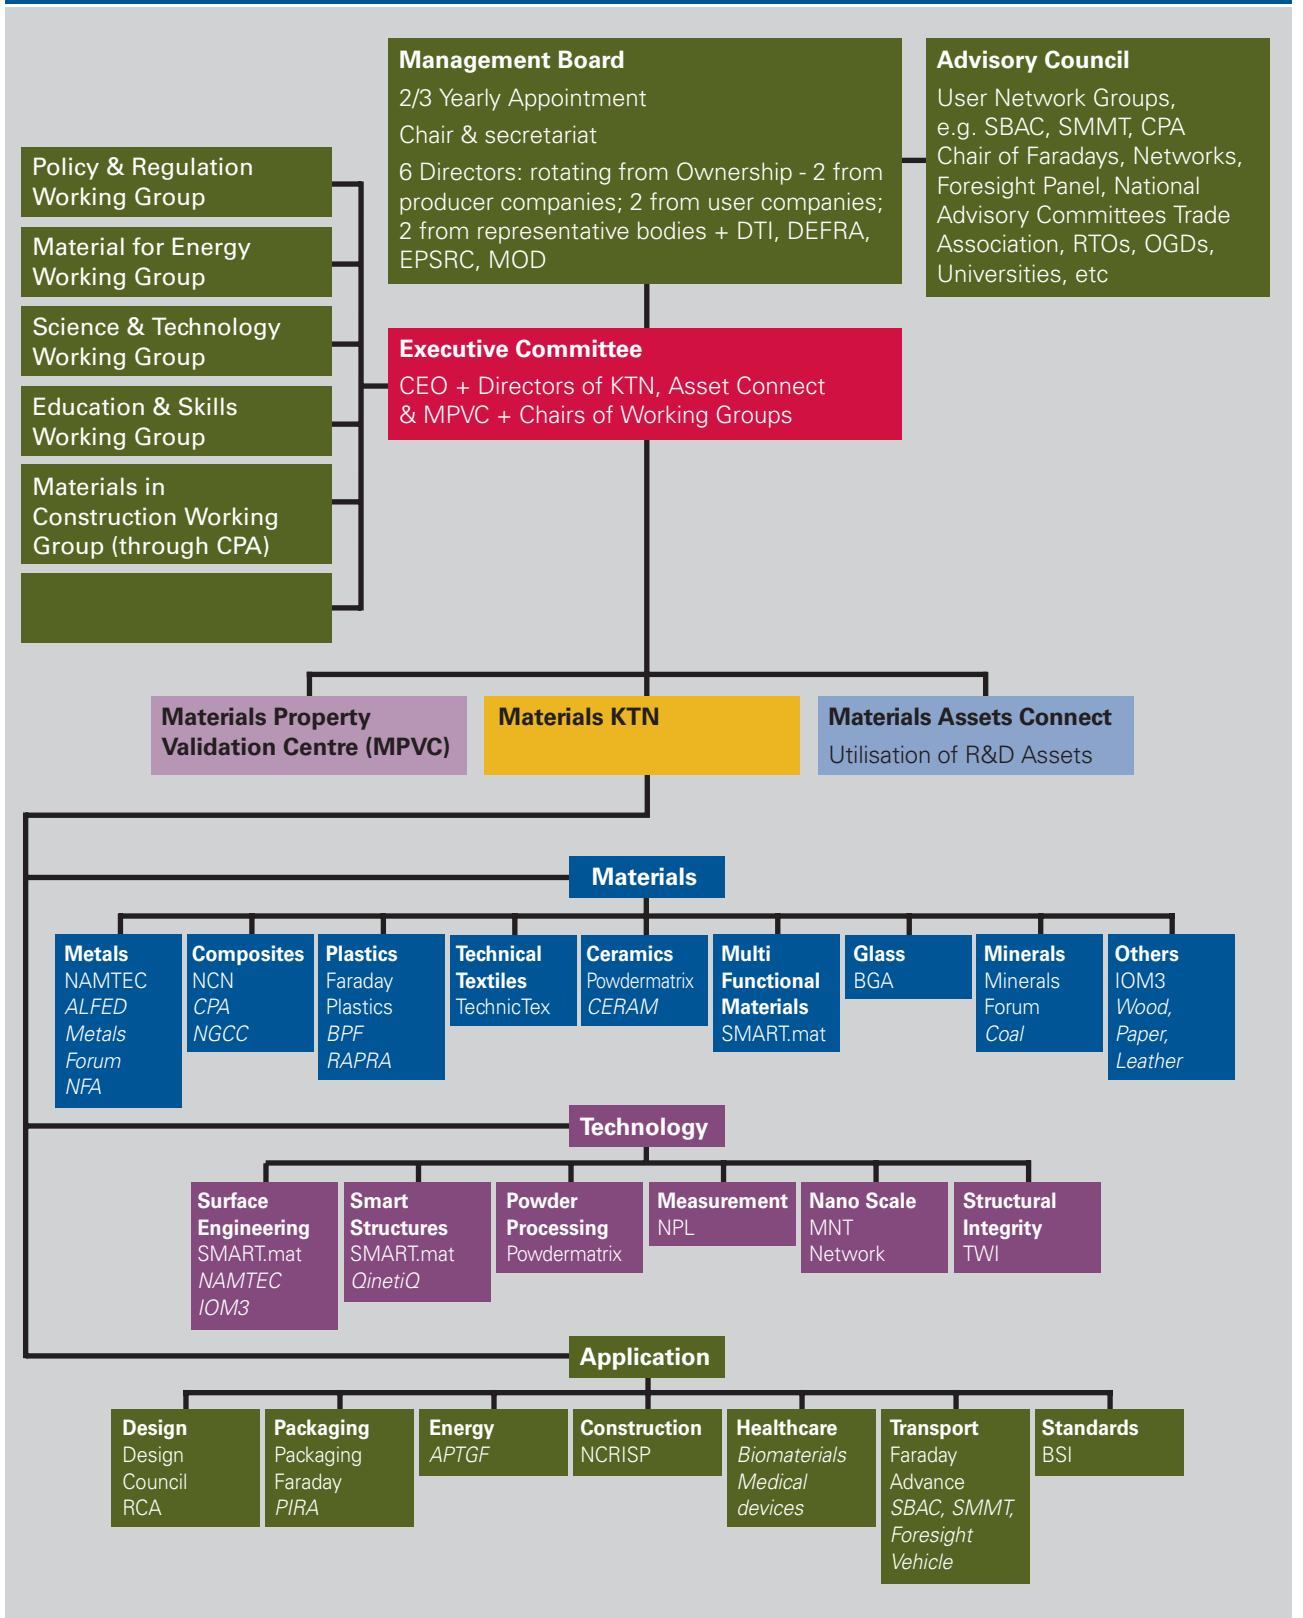 Management Board
2/3 Yearly Appointment
Chair & secretariat
6 Directors: rotating from Ownership - 2 from
producer companies; 2 from user companies;
2 from representative bodies + DTI, DEFRA,
EPSRC, MOD
Advisory Council
User Network Groups,
e.g. SBAC, SMMT, CPA
Chair of Faradays, Networks,
Foresight Panel, National
Advisory Committees Trade
Association, RTOs, OGDs,
Universities, etc
Policy & Regulation
Working Group
Material for Energy
Working Group
Science & Technology
Working Group
Education & Skills
Working Group
Materials in
Construction Working
Group (through CPA)
Executive Committee
CEO + Directors of KTN, Asset Connect
& MPVC + Chairs of Working Groups
Materials Property
Validation Centre (MPVC)
Materials KTN
Materials Assets Connect
Utilisation of R&D Assets
Materials
Metals
NAMTEC
ALFED
Metals
Forum
NFA
Composites
NCN
CPA
NGCC
Plastics
Faraday
Plastics
BPF
RAPRA
Technical
Textiles
TechnicTex
Ceramics
Powdermatrix
CERAM
Multi
Functional
Materials
SMART.mat
Glass
BGA
Minerals
Minerals
Forum
Coal
Others
IOM3
Wood,
Paper,
Leather
Technology
Surface
Engineering
SMART.mat
NAMTEC
IOM3
Smart
Structures
SMART.mat
QinetiQ
Powder
Processing
Powdermatrix
Measurement
NPL
Nano Scale
MNT
Network
Structural
Integrity
TWI
Application
Design
Design
Council
RCA
Packaging
Packaging
Faraday
PIRA
Energy
APTGF
Construction
NCRISP
Healthcare
Biomaterials
Medical
devices
Transport
Faraday
Advance
SBAC, SMMT,
Foresight
Vehicle
Standards
BSI